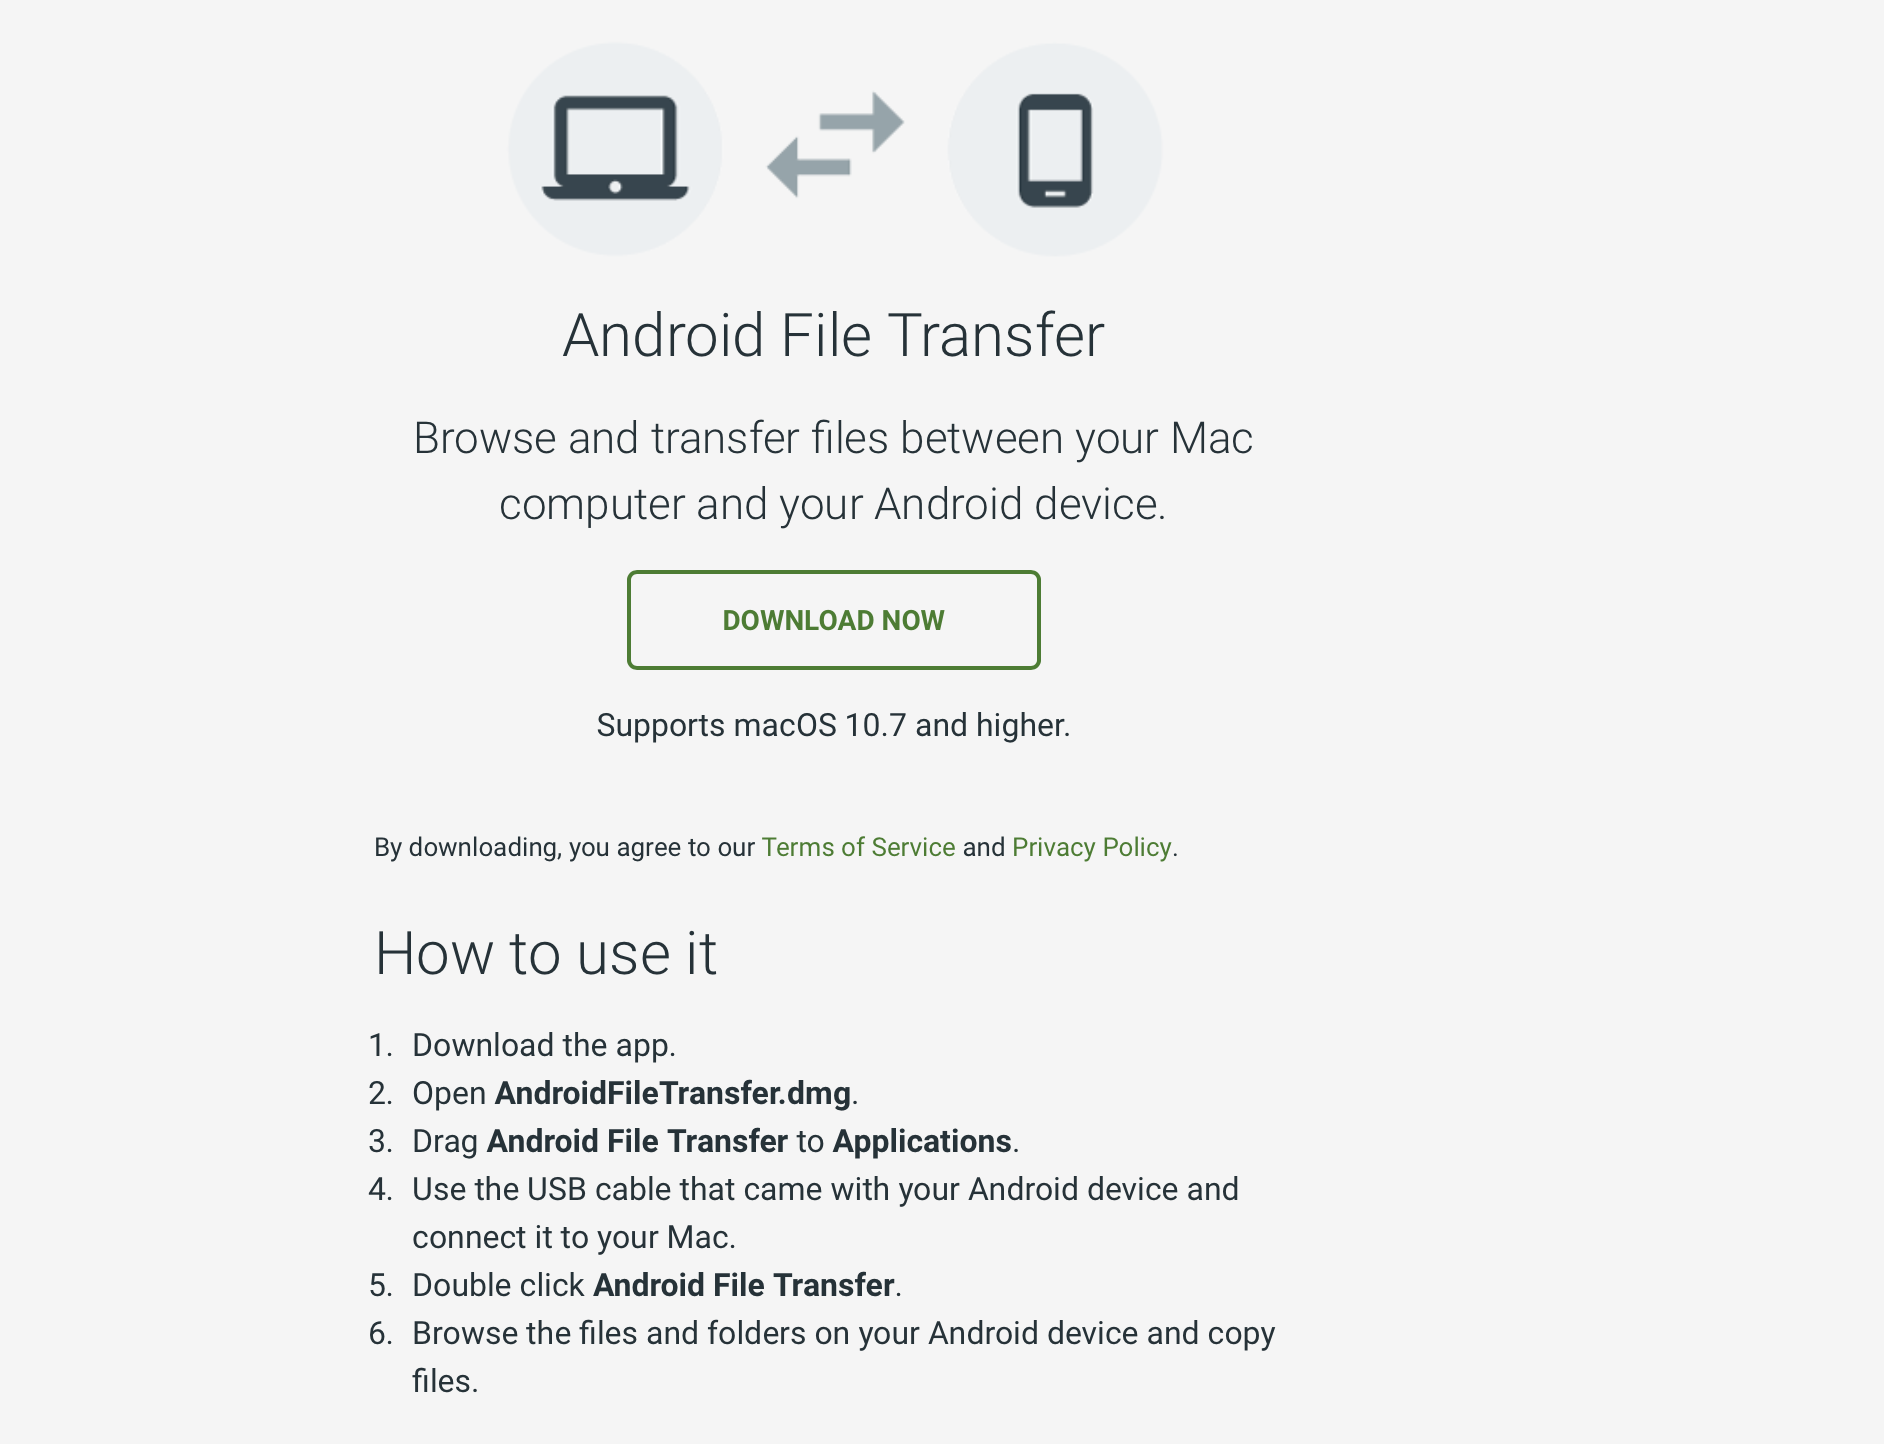 Android File Transfer
Browse and transfer files between your Mac
computer and your Android device.
DOWNLOAD NOW
Supports macOS 10.7 and higher.
By downloading, you agree to our Terms of Service and Privacy Policy.
How to use it
1. Download the app.
2. Open AndroidFileTransfer.dmg.
3. Drag Android File Transfer to Applications.
4. Use the USB cable that came with your Android device and
connect it to your Mac.
5. Double click Android File Transfer.
6. Browse the files and folders on your Android device and copy
files.